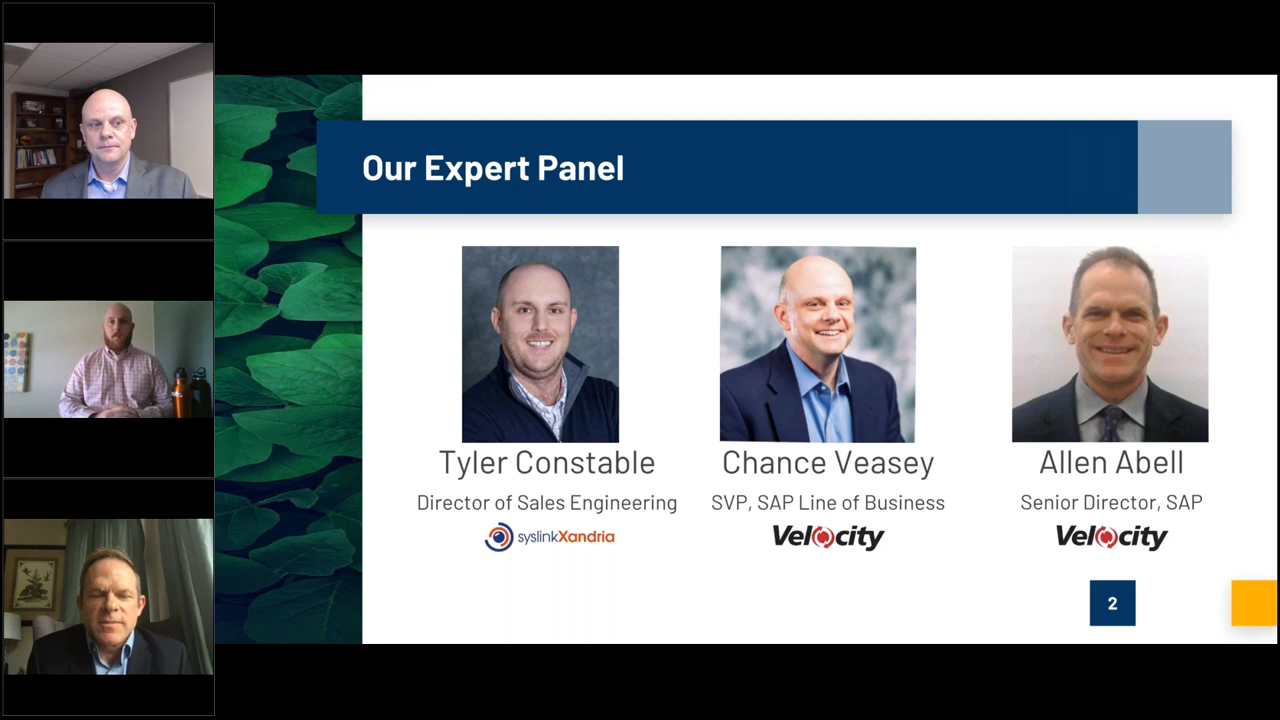 Our Expert Panel
Tyler Constable
Director of Sales Engineering
syslinkXandria
Chance Veasey
SVP, SAP Line of Business
Velocity
Allen Abell
Senior Director, SAP
Velocity
2